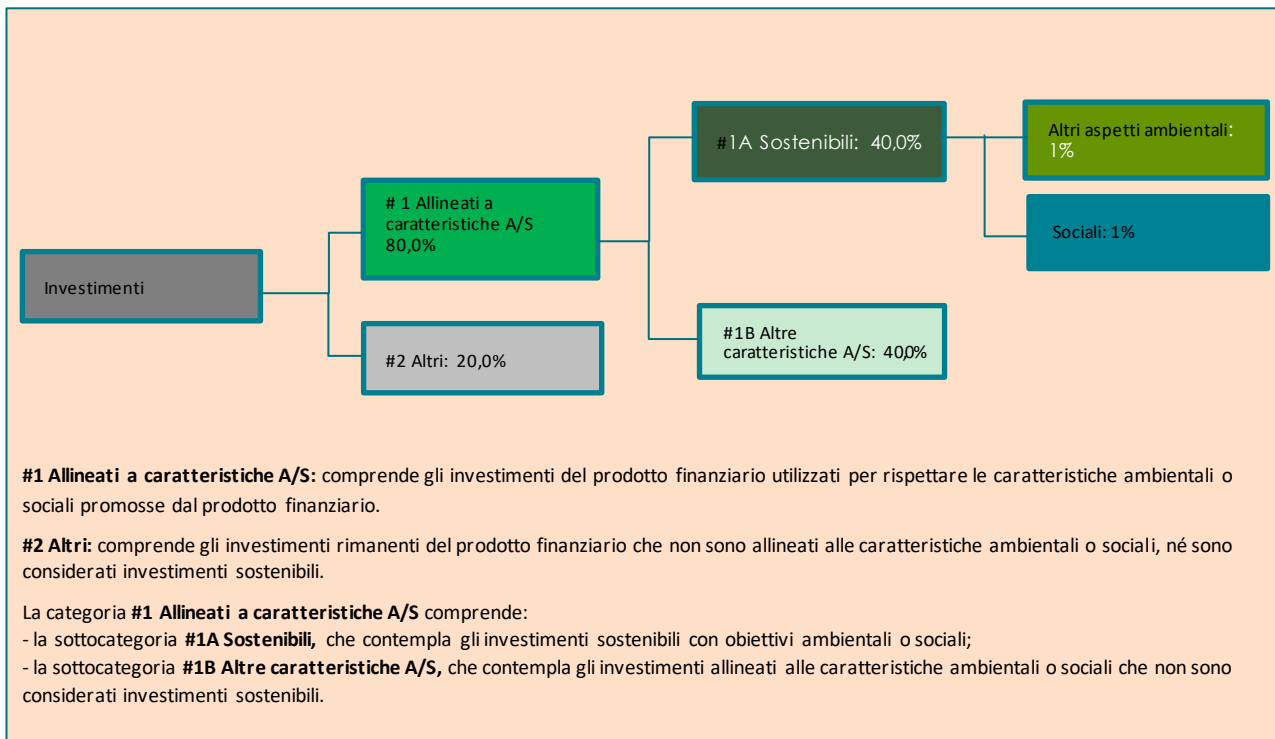 Investimenti
# 1 Allineati a
caratteristiche A/S
80,0%
#2 Altri: 20,0%
#1A Sostenibili: 40,0%
#1B Altre
caratteristiche A/S: 40,0%
Altri aspetti ambientali:
1%
Sociali: 1%
#1 Allineati a caratteristiche A/S: comprende gli investimenti del prodotto finanziario utilizzati per rispettare le caratteristiche ambientali o
sociali promosse dal prodotto finanziario.
#2 Altri: comprende gli investimenti rimanenti del prodotto finanziario che non sono allineati alle caratteristiche ambientali o sociali, né sono
considerati investimenti sostenibili.
La categoria #1 Allineati a caratteristiche A/S comprende:
- la sottocategoria #1A Sostenibili, che contempla gli investimenti sostenibili con obiettivi ambientali o sociali;
- la sottocategoria #1B Altre caratteristiche A/S, che contempla gli investimenti allineati alle caratteristiche ambientali o sociali che non sono
considerati investimenti sostenibili.